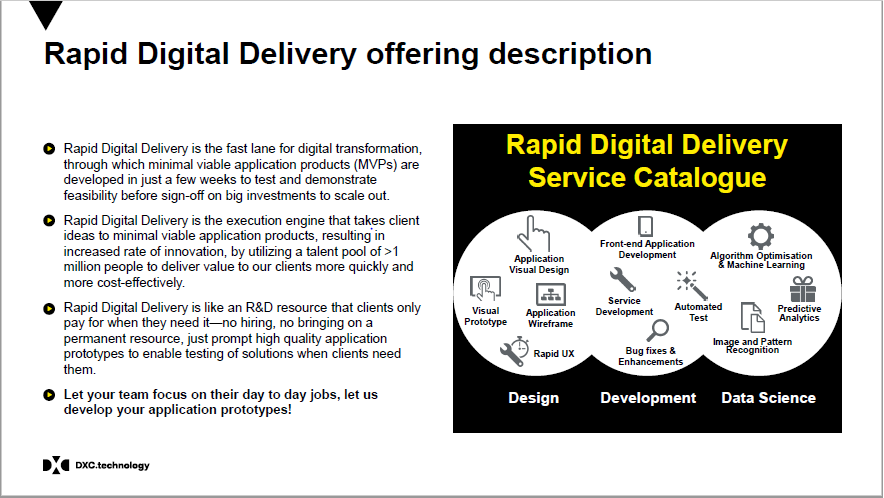 Rapid Digital Delivery offering description
Rapid Digital Delivery is the fast lane for digital transformation,
through which minimal viable application products (MVPs) are
developed in just a few weeks to test and demonstrate
feasibility before sign-off on big investments to scale out.
Rapid Digital Delivery is the execution engine that takes client
ideas to minimal viable application products, resulting in
increased rate of innovation, by utilizing a talent pool of >1
million people to deliver value to our clients more quickly and
more cost-effectively.
Rapid Digital Delivery is like an R&D resource that clients only
pay for when they need it—no hiring, no bringing on a
permanent resource, just prompt high quality application
prototypes to enable testing of solutions when clients need
them.
Let your team focus on their day to day jobs, let us
develop your application prototypes!
Rapid Digital Delivery
Service Catalogue
Application
Visual Design
Visual
Prototype
Application
Wireframe
Rapid UX
Design
Front-end Application
Development
Service
Development
Automated
Test
Bug fixes &
Enhancements
Development
Algorithm Optimisation
& Machine Learning
Predictive
Analytics
Image and Pattern
Recognition
Data Science
DXC.technology